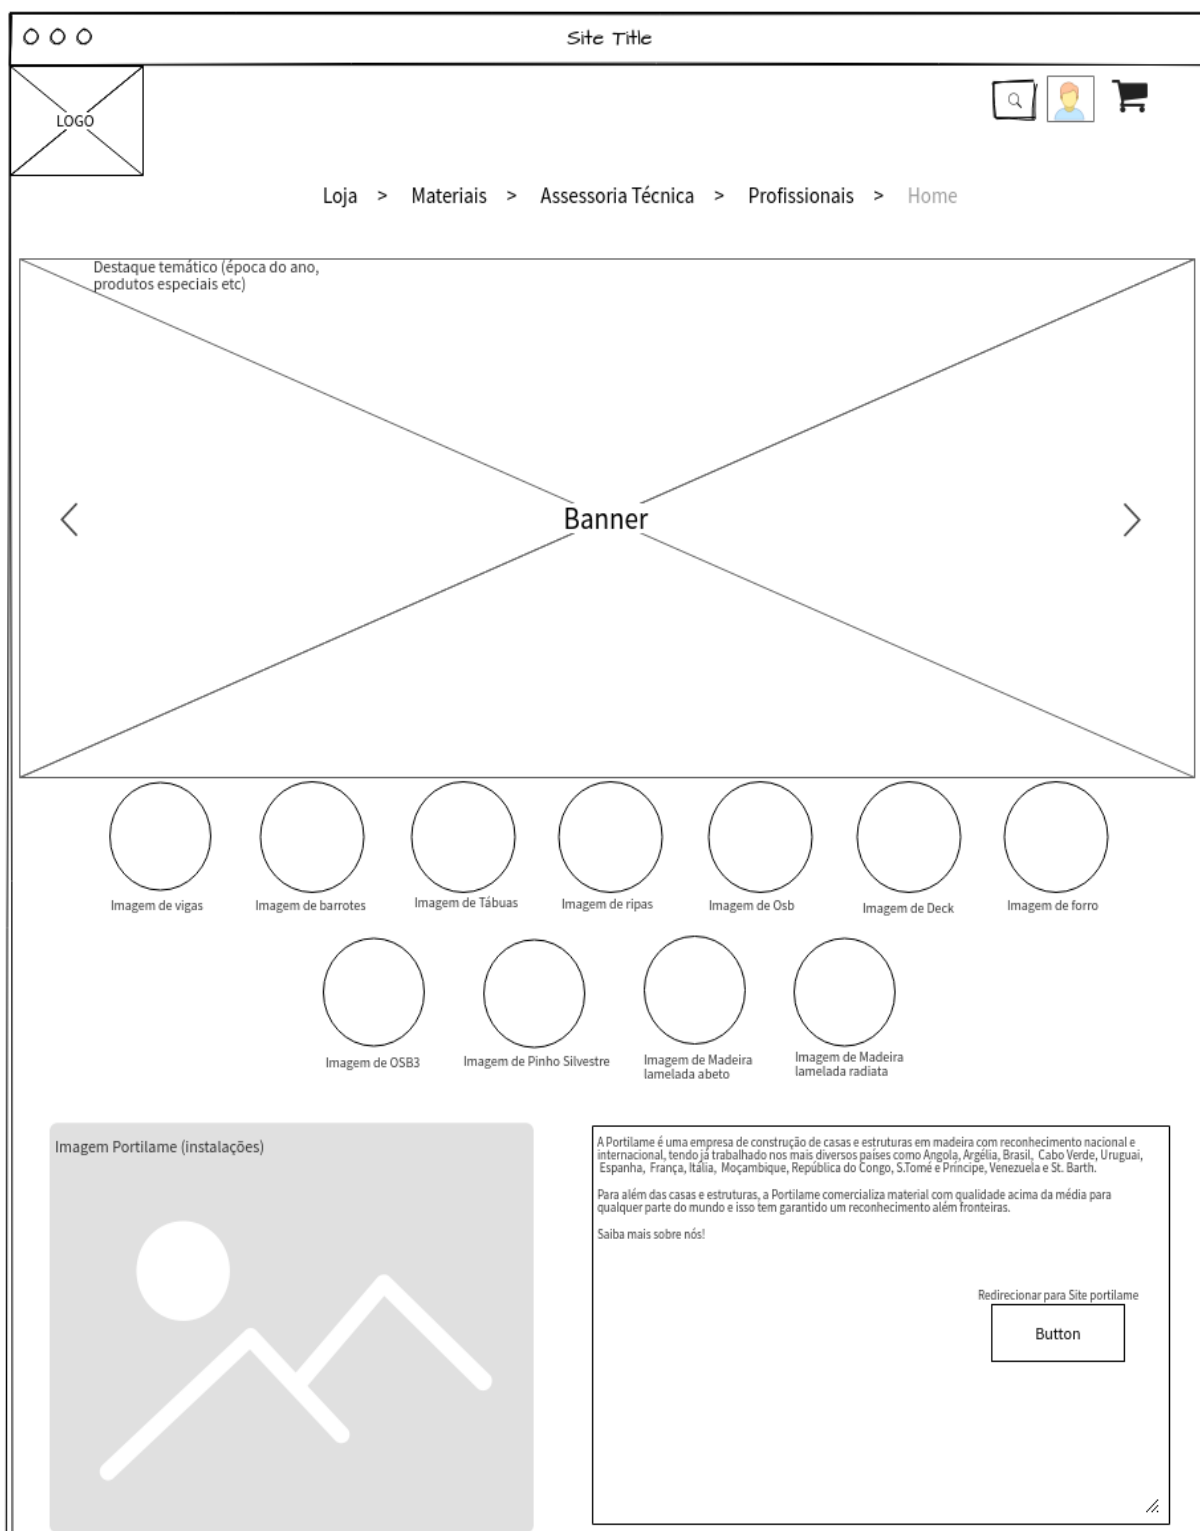 Site Title
LOGO
Loja > Materiais > Assessoria Técnica > Profissionais > Home
Destaque temático (época do ano,
produtos especiais etc)
Banner
Imagem de vigas
Imagem de barrotes
Imagem de Tábuas
Imagem de ripas
Imagem de Osb
Imagem de Deck
Imagem de forro
Imagem de OSB3
Imagem de Pinho Silvestre
Imagem de Madeira
lamelada abeto
Imagem de Madeira
lamelada radiata
Imagem Portilame (instalações)
A Portilame é uma empresa de construção de casas e estruturas em madeira com reconhecimento nacional e
internacional, tendo já trabalhado nos mais diversos países como Angola, Argélia, Brasil, Cabo Verde, Uruguai,
Espanha, França, Itália, Moçambique, República do Congo, S.Tomé e Príncipe, Venezuela e St. Barth.
Para além das casas e estruturas, a Portilame comercializa material com qualidade acima da média para
qualquer parte do mundo e isso tem garantido um reconhecimento além fronteiras.
Saiba mais sobre nós!
Redirecionar para Site portilame
Button